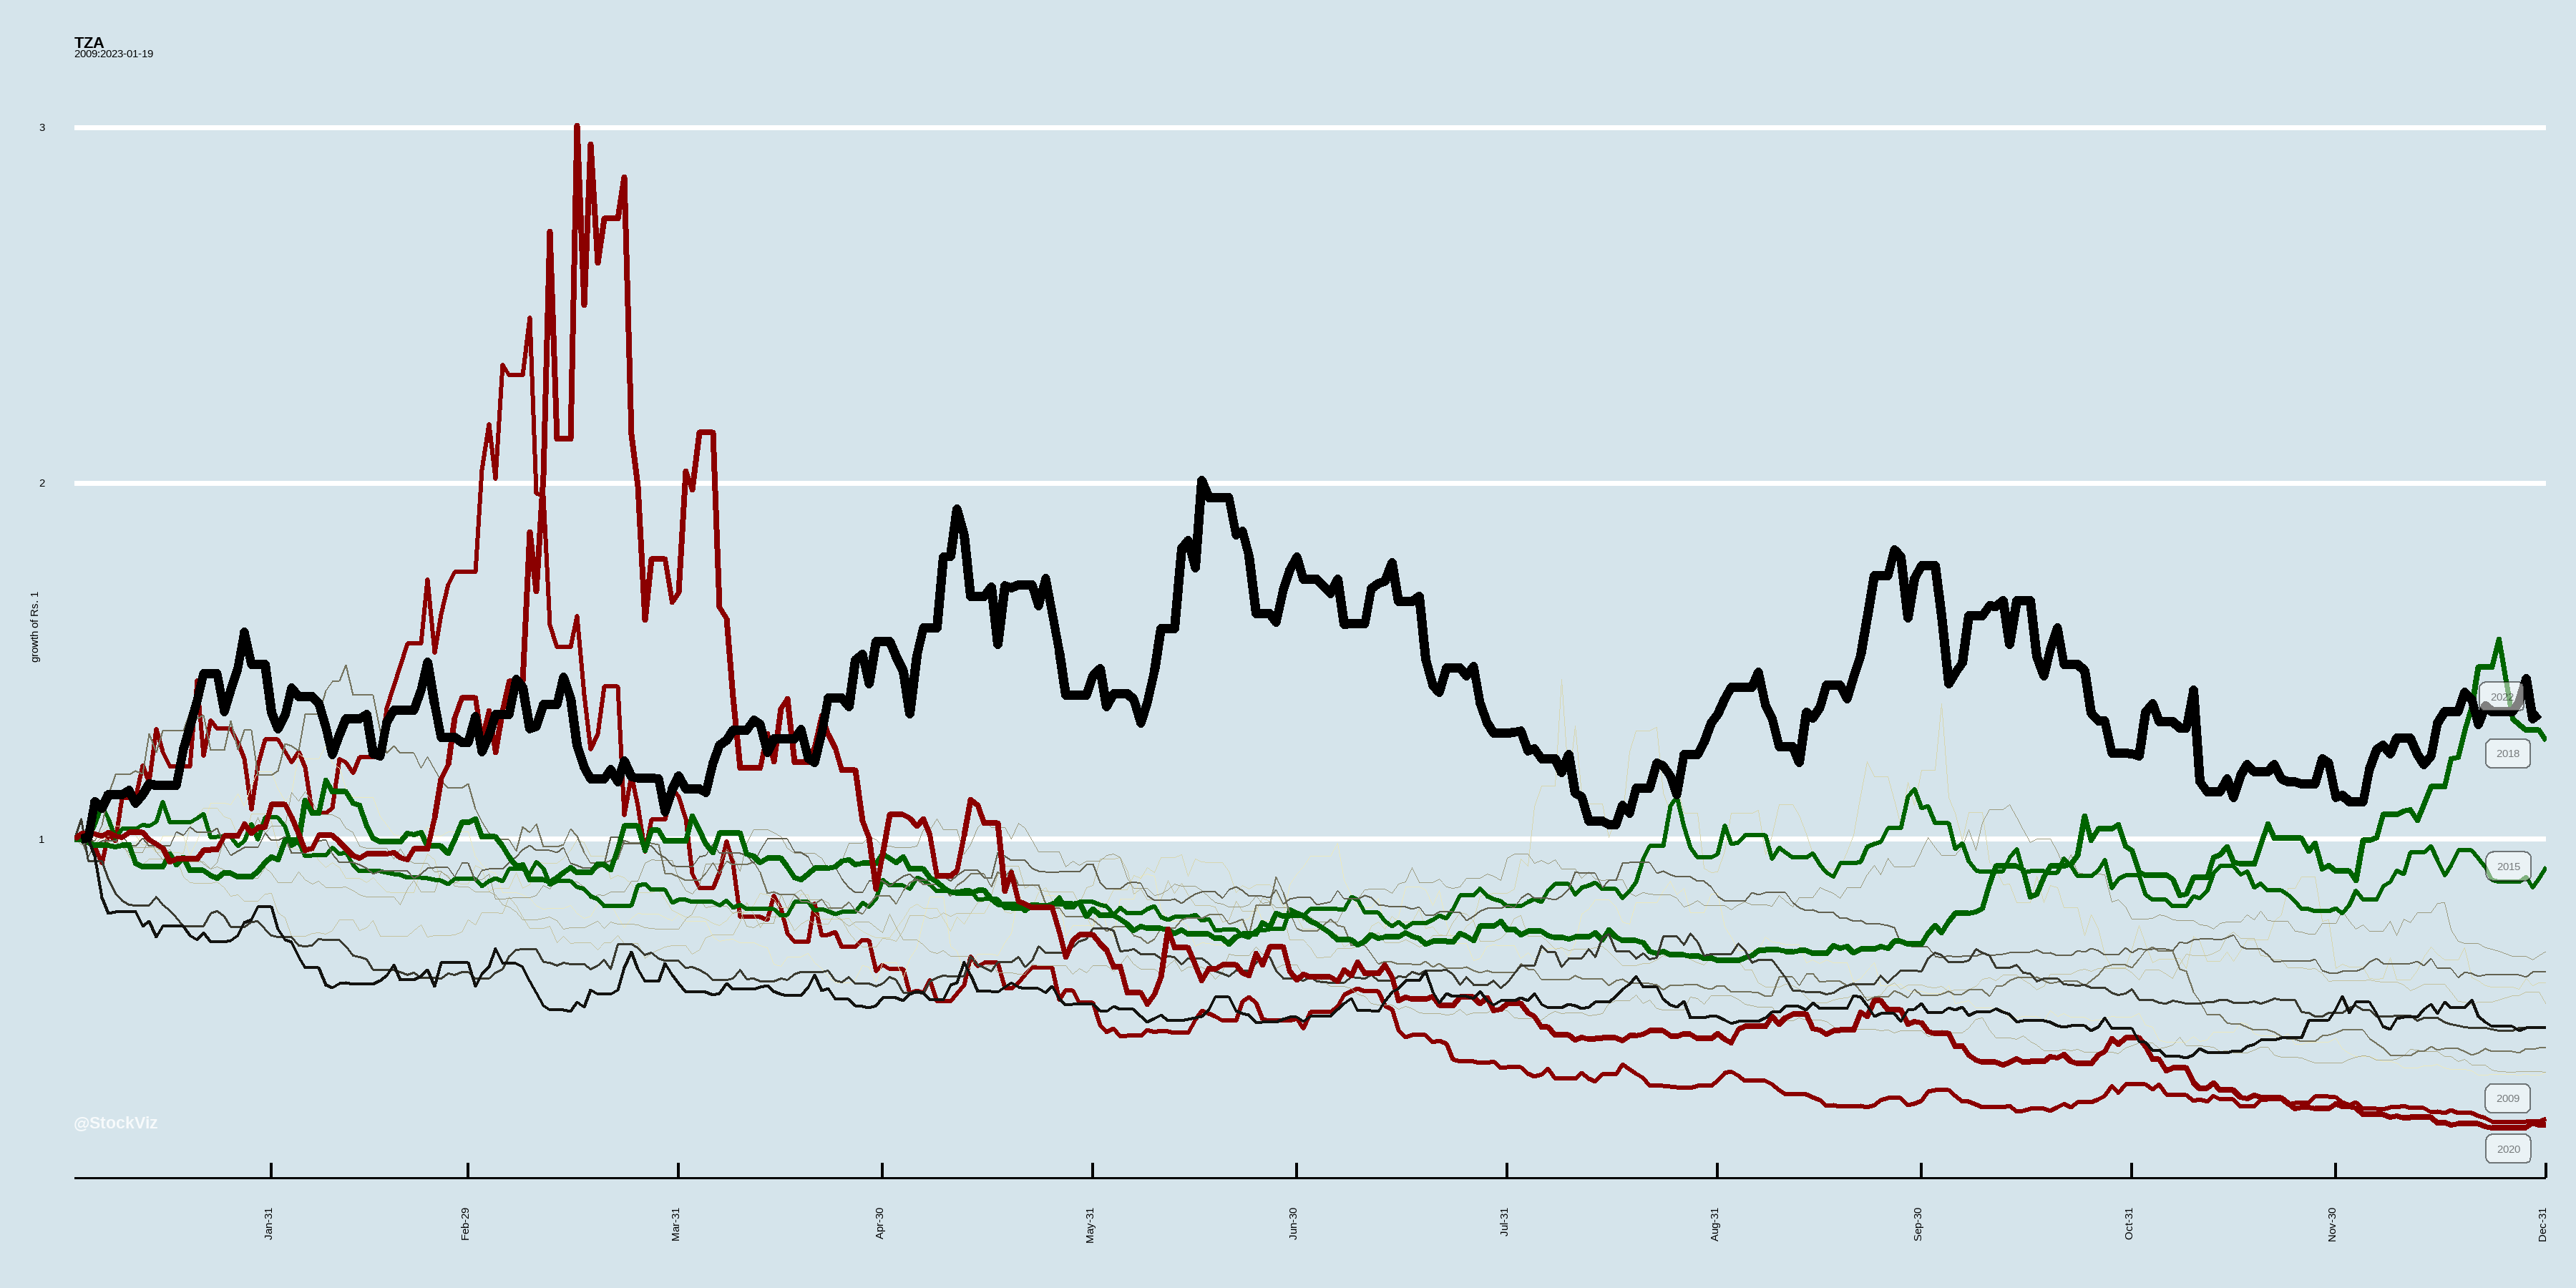 TZA
2009:2023-01-19
3
2
1
growth of Rs. 1
2022
2018
2015
2009
2020
@StockViz
Jan-31
Feb-29
Mar-31
Apr-30
May-31
Jun-30
Jul-31
Aug-31
Sep-30
Oct-31
Nov-30
Dec-31